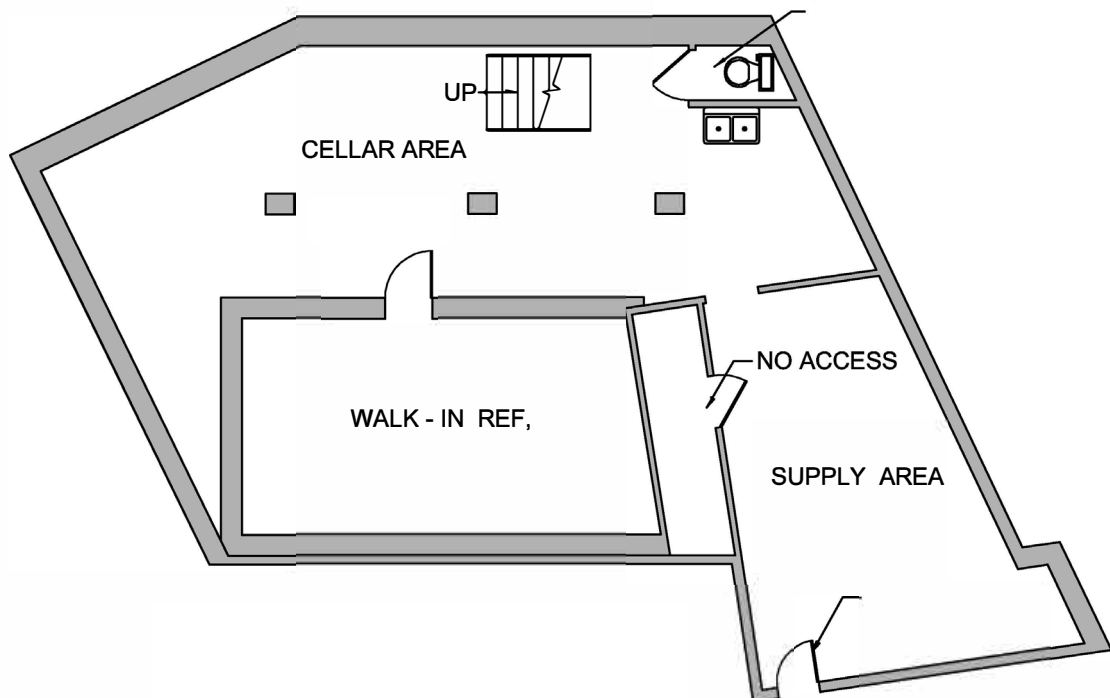 UP
CELLAR AREA
NO ACCESS
WALK - IN REF,
SUPPLY AREA